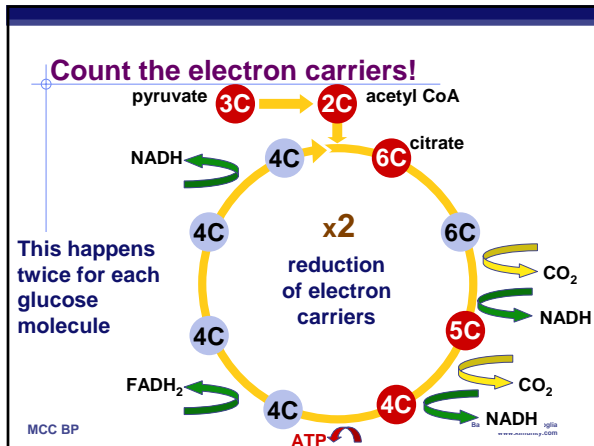 Count the electron carriers!
pyruvate 3C 2C acetyl CoA
citrate
NADH 4C 6C
x2
4C 6C
This happens
twice for each
glucose
molecule
reduction
of electron
carriers
CO2
NADH
5C
4C
FADH2
CO2
4C 4C
NADH
ATP
MCC BP